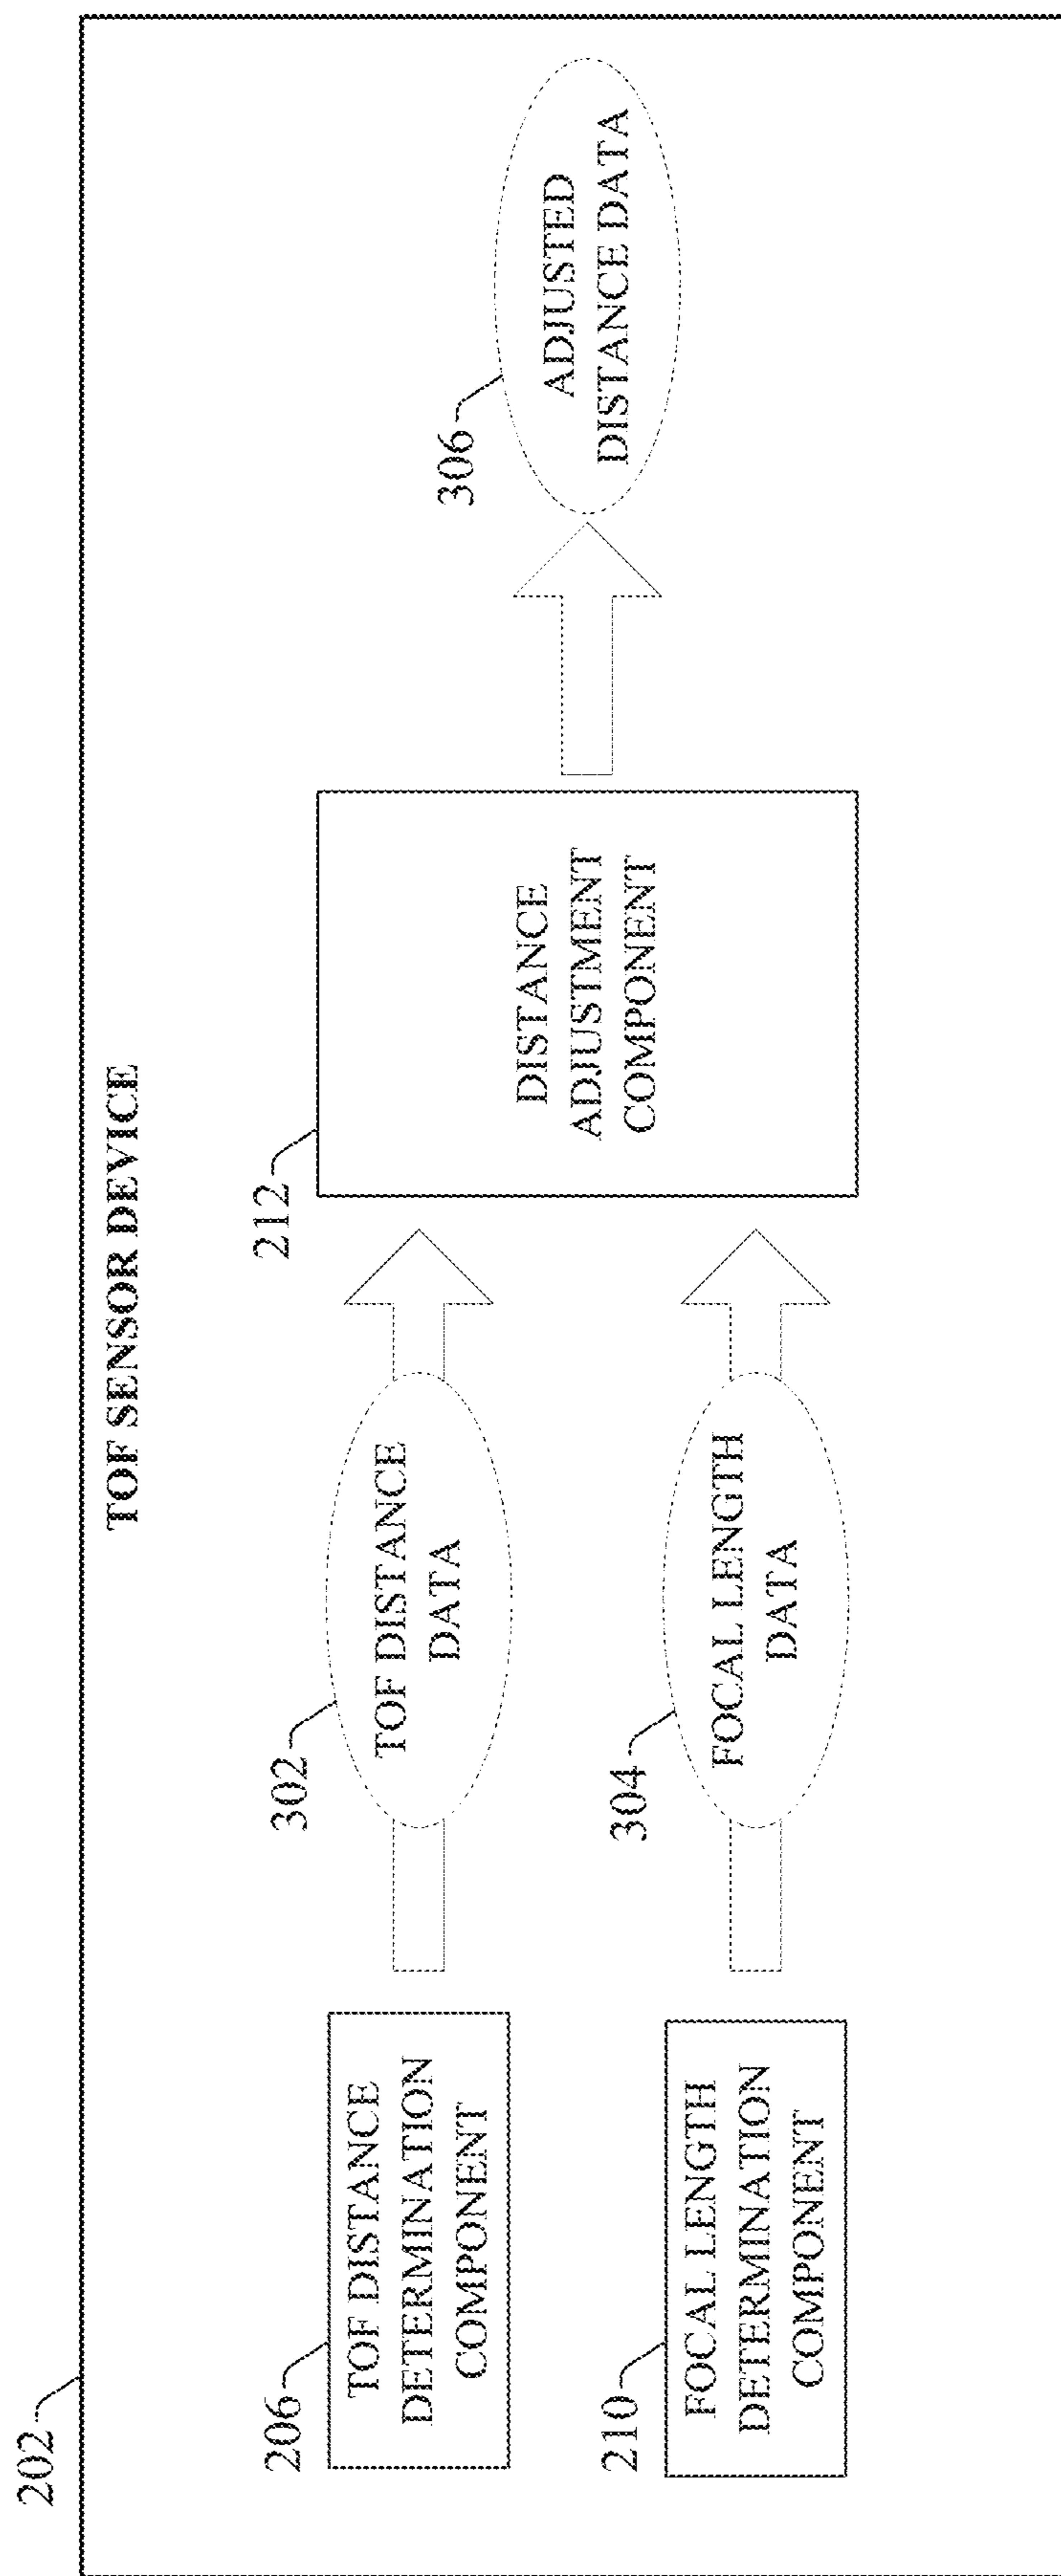 202
TOF SENSOR DEVICE
206
TOF DISTANCE
DETERMINATION
COMPONENT
302
TOF DISTANCE
DATA
210
FOCAL LENGTH
DETERMINATION
COMPONENT
304
FOCAL LENGTH
DATA
212
DISTANCE
ADJUSTMENT
COMPONENT
306
ADJUSTED
DISTANCE DATA